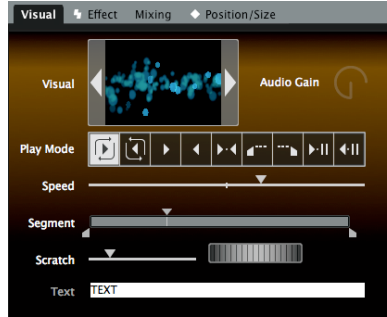 Visual Effect Mixing Position/Size
Visual Audio Gain
Play Mode
Speed
Segment
Scratch
Text TEXT